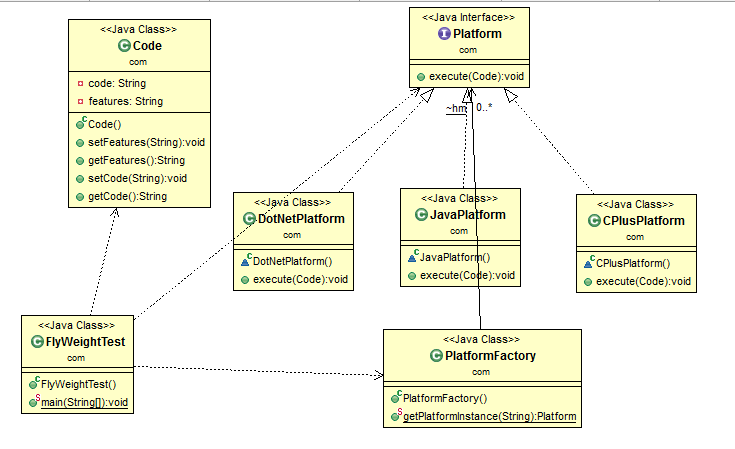 <<Java Class>>
Code
com
code: String
features: String
Code()
setFeatures(String):void
getFeatures():String
setCode(String):void
getCode():String
<<Java Interface>>
Platform
com
execute(Code):void
~hm
0..*
<<Java Class>>
DotNetPlatform
com
DotNetPlatform()
execute(Code):void
<<Java Class>>
JavaPlatform
com
JavaPlatform()
execute(Code):void
<<Java Class>>
CPlusPlatform
com
CPlusPlatform()
execute(Code):void
<<Java Class>>
FlyWeightTest
com
FlyWeightTest()
main(String[]):void
<<Java Class>>
PlatformFactory
com
PlatformFactory()
getPlatformInstance(String):Platform